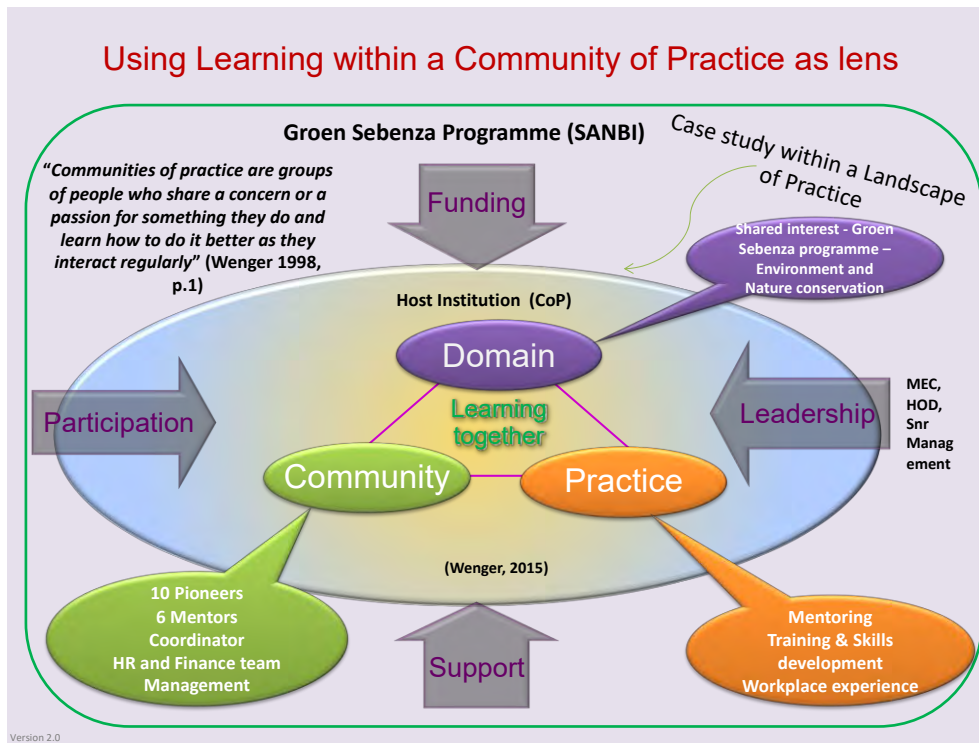 Using Learning within a Community of Practice as lens
Groen Sebenza Programme (SANBI)
“Communities of practice are groups
of people who share a concern or a
passion for something they do and
learn how to do it better as they
interact regularly” (Wenger 1998,
p.1)
Funding
Case study within a Landscape
of Practice
Shared interest - Groen
Sebenza programme –
Environment and
Nature conservation
Host Institution  (CoP)
Domain
Participation
Learning
together
Leadership
MEC,
HOD,
Snr
Manag
ement
Community
Practice
(Wenger, 2015)
10 Pioneers
6 Mentors
Coordinator
HR and Finance team
Management
Support
Mentoring
Training & Skills
development
Workplace experience
Version 2.0